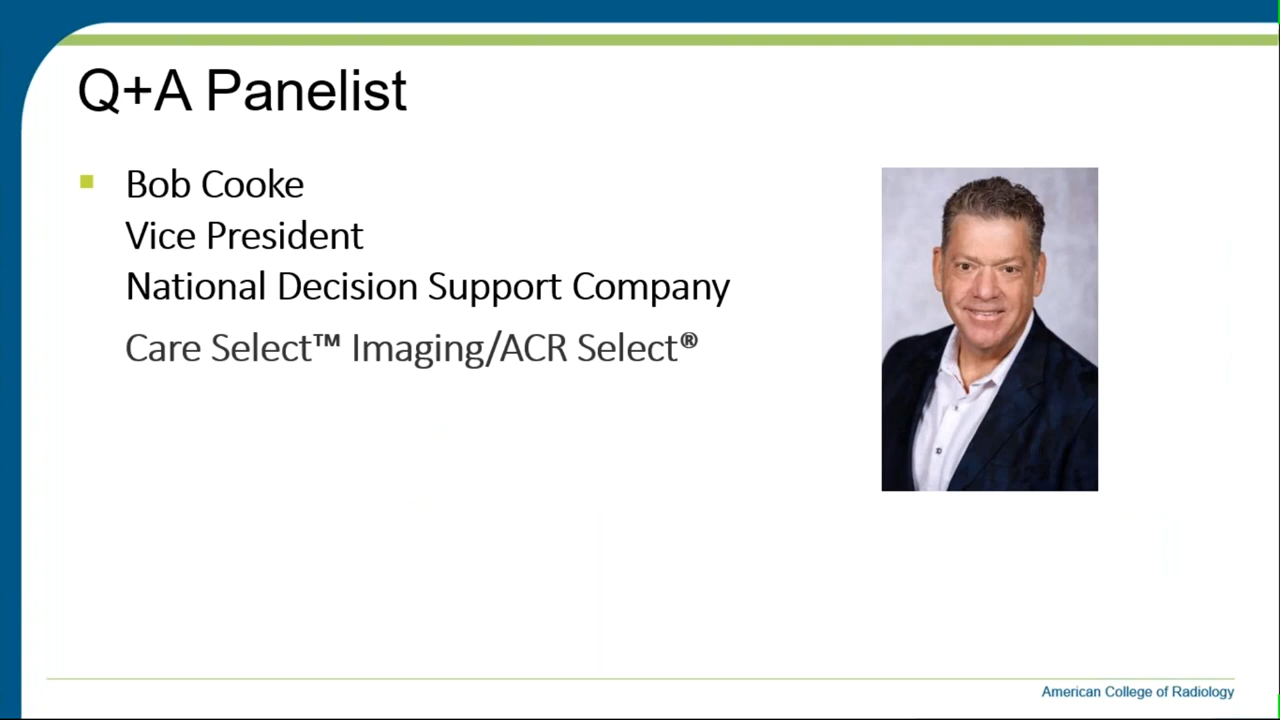 Q+A Panelist
Bob Cooke
Vice President
National Decision Support Company
Care Select™ Imaging/ACR Select®
American College of Radiology